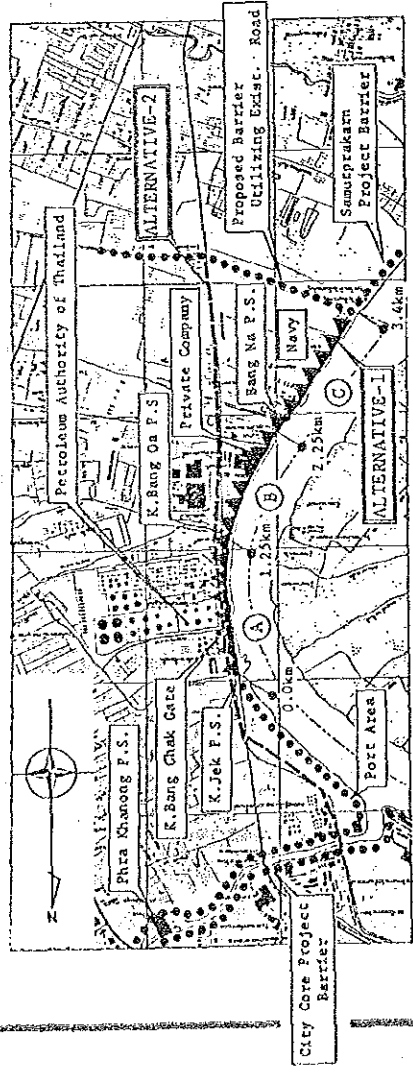 Petroleum Authority of Thailand
ALTERNATIVE-2
Proposed Barrier
Utilizing Exist. Road
Samutprakarn
Project Barrier
K.Bang Oa P.S
Private Company
Bang Na P.S.
Navy
3.4km
C
2.25km
ALTERNATIVE-1
B
1.25km
A
0.0km
Phra Khanong P.S.
K.Bang Chak Gate
K.Jek P.S.
Port Area
City Core Project
Barrier
N